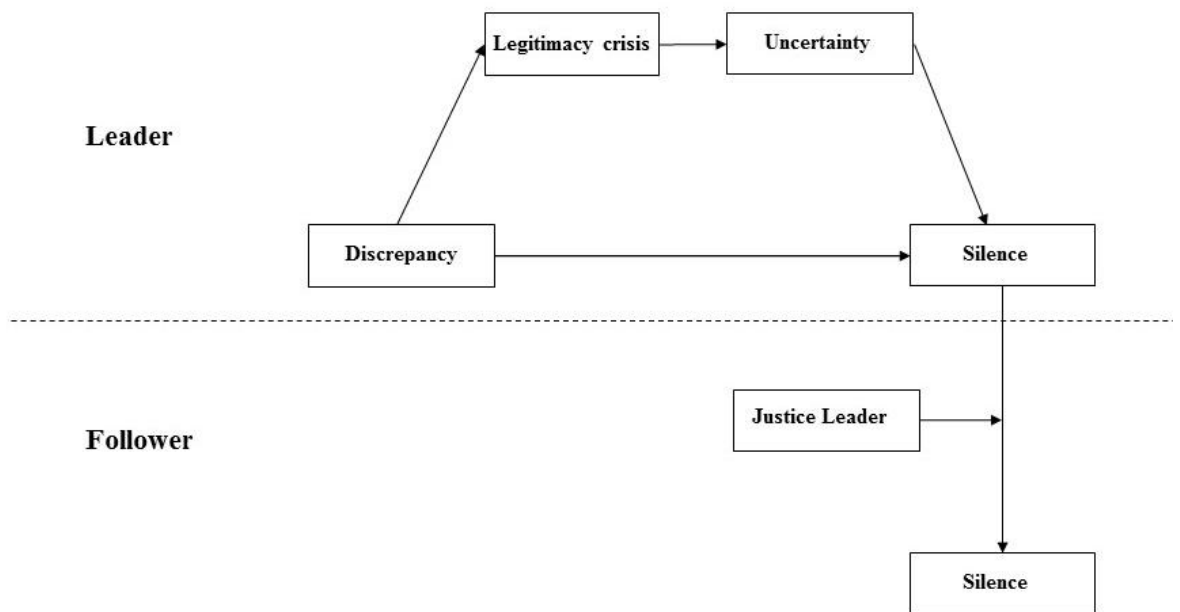 Legitimacy crisis
Uncertainty
Leader
Discrepancy
Silence
Justice Leader
Follower
Silence